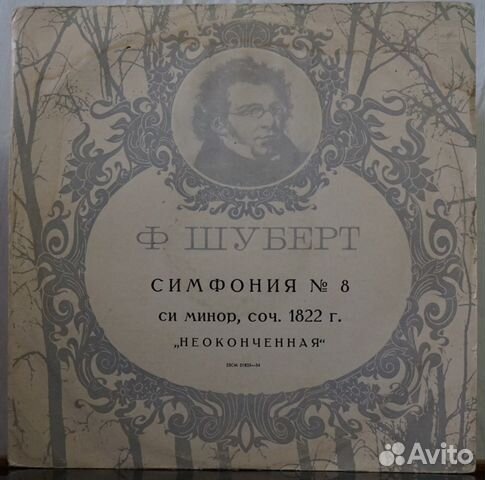 Ф ШУБЕРТ
СИМФОНИЯ № 8
си минор, соч. 1822 г.
„НЕОКОНЧЕННАЯ“
Avito